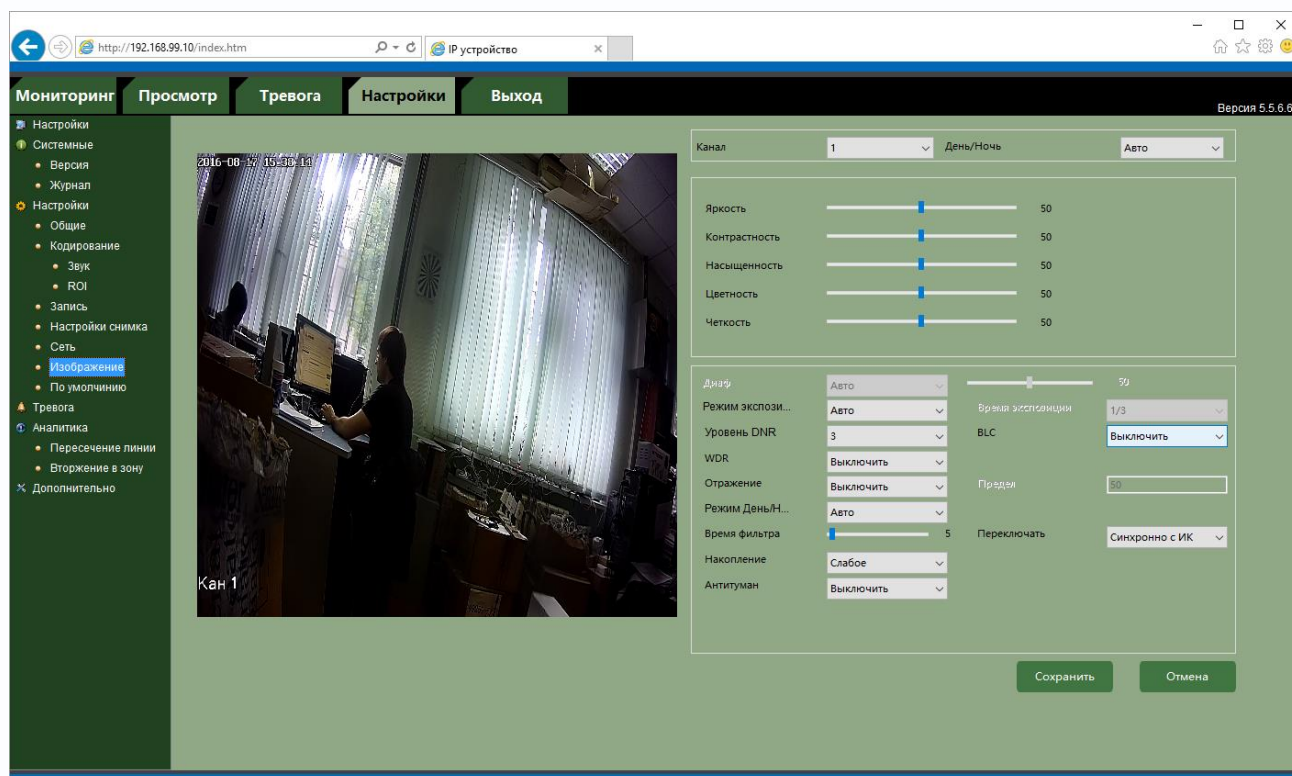 http://192.168.99.10/index.htm
IP устройство
Мониторинг Просмотр Тревога Настройки Выход
Версия 5.5.6.6
Настройки
Системные
Версия
Журнал
Настройки
Общие
Кодирование
Звук
ROI
Запись
Настройки снимка
Сеть
Изображение
По умолчанию
Тревога
Аналитика
Пересечение линии
Вторжение в зону
Дополнительно
2016-08-17 15:38:14
Кан 1
Канал 1 День/Ночь Авто
Яркость 50
Контрастность 50
Насыщенность 50
Цветность 50
Четкость 50
Диаф Авто 50
Режим экспози... Авто Время экспозиции 1/3
Уровень DNR 3 BLC Выключить
WDR Выключить
Отражение Выключить Предел 50
Режим День/Н... Авто
Время фильтра 5 Переключать Синхронно с ИК
Накопление Слабое
Антитуман Выключить
Сохранить Отмена